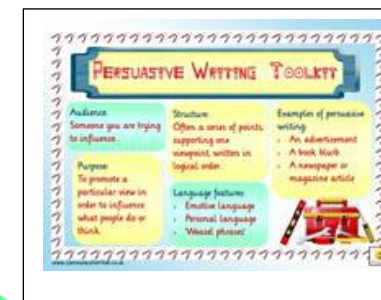 PERSUASIVE WRITING TOOLKIT
Audience:
Someone you are trying
to influence.
Purpose:
To promote a
particular view in
order to influence
what people do or
think.
Structure:
Often a series of points
supporting one
viewpoint, written in
logical order.
Language features:
Emotive language
Personal language
'Weasel phrases'
Examples of persuasive
writing:
An advertisement
A book blurb
A newspaper or
magazine article